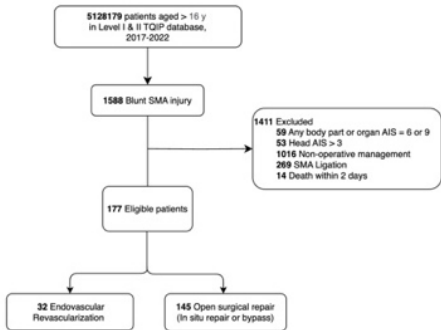 5128179 patients aged > 16 y
in Level I & II TQIP database,
2017-2022
1588 Blunt SMA injury
1411 Excluded
59 Any body part or organ AIS = 6 or 9
53 Head AIS > 3
1016 Non-operative management
269 SMA Ligation
14 Death within 2 days
177 Eligible patients
32 Endovascular
Revascularization
145 Open surgical repair
(In situ repair or bypass)